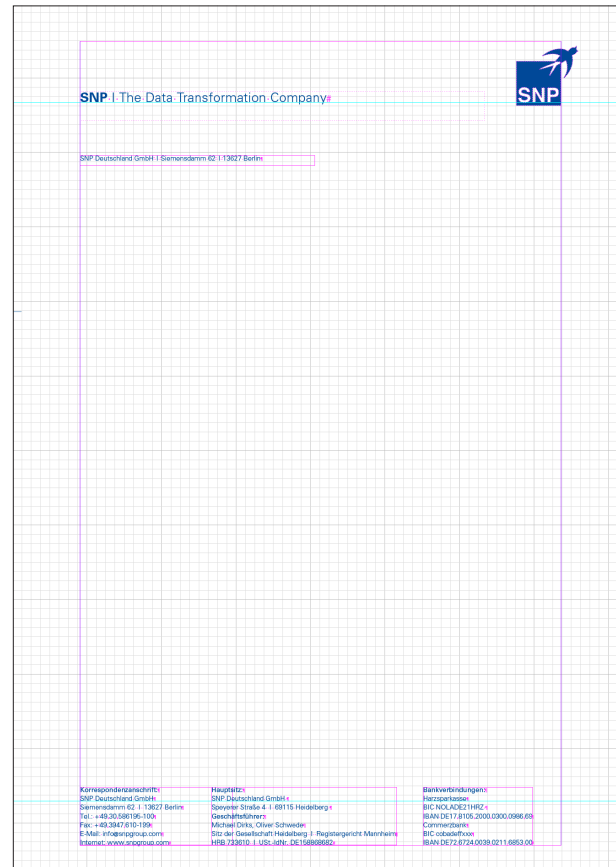 SNP I The Data Transformation Company
SNP
SNP Deutschland GmbH I Siemensdamm 62 I 13627 Berlin
Korrespondenzanschrift:
SNP Deutschland GmbH
Siemensdamm 62 I 13627 Berlin
Tel.: +49.30.586195-100
Fax: +49.3947.610-199
E-Mail: info@snpgroup.com
Internet: www.snpgroup.com
Hauptsitz:
SNP Deutschland GmbH
Speyerer Straße 4 I 69115 Heidelberg
Geschäftsführer:
Michael Dirks, Oliver Schwede
Sitz der Gesellschaft Heidelberg I Registergericht Mannheim
HRB 733610 I USt-IdNr. DE158868682
Bankverbindungen:
Harzsparkasse
BIC NOLADE21HRZ
IBAN DE17.8105.2000.0300.0986.69
Commerzbank
BIC cobadeffxxx
IBAN DE72.6724.0039.0211.6853.00